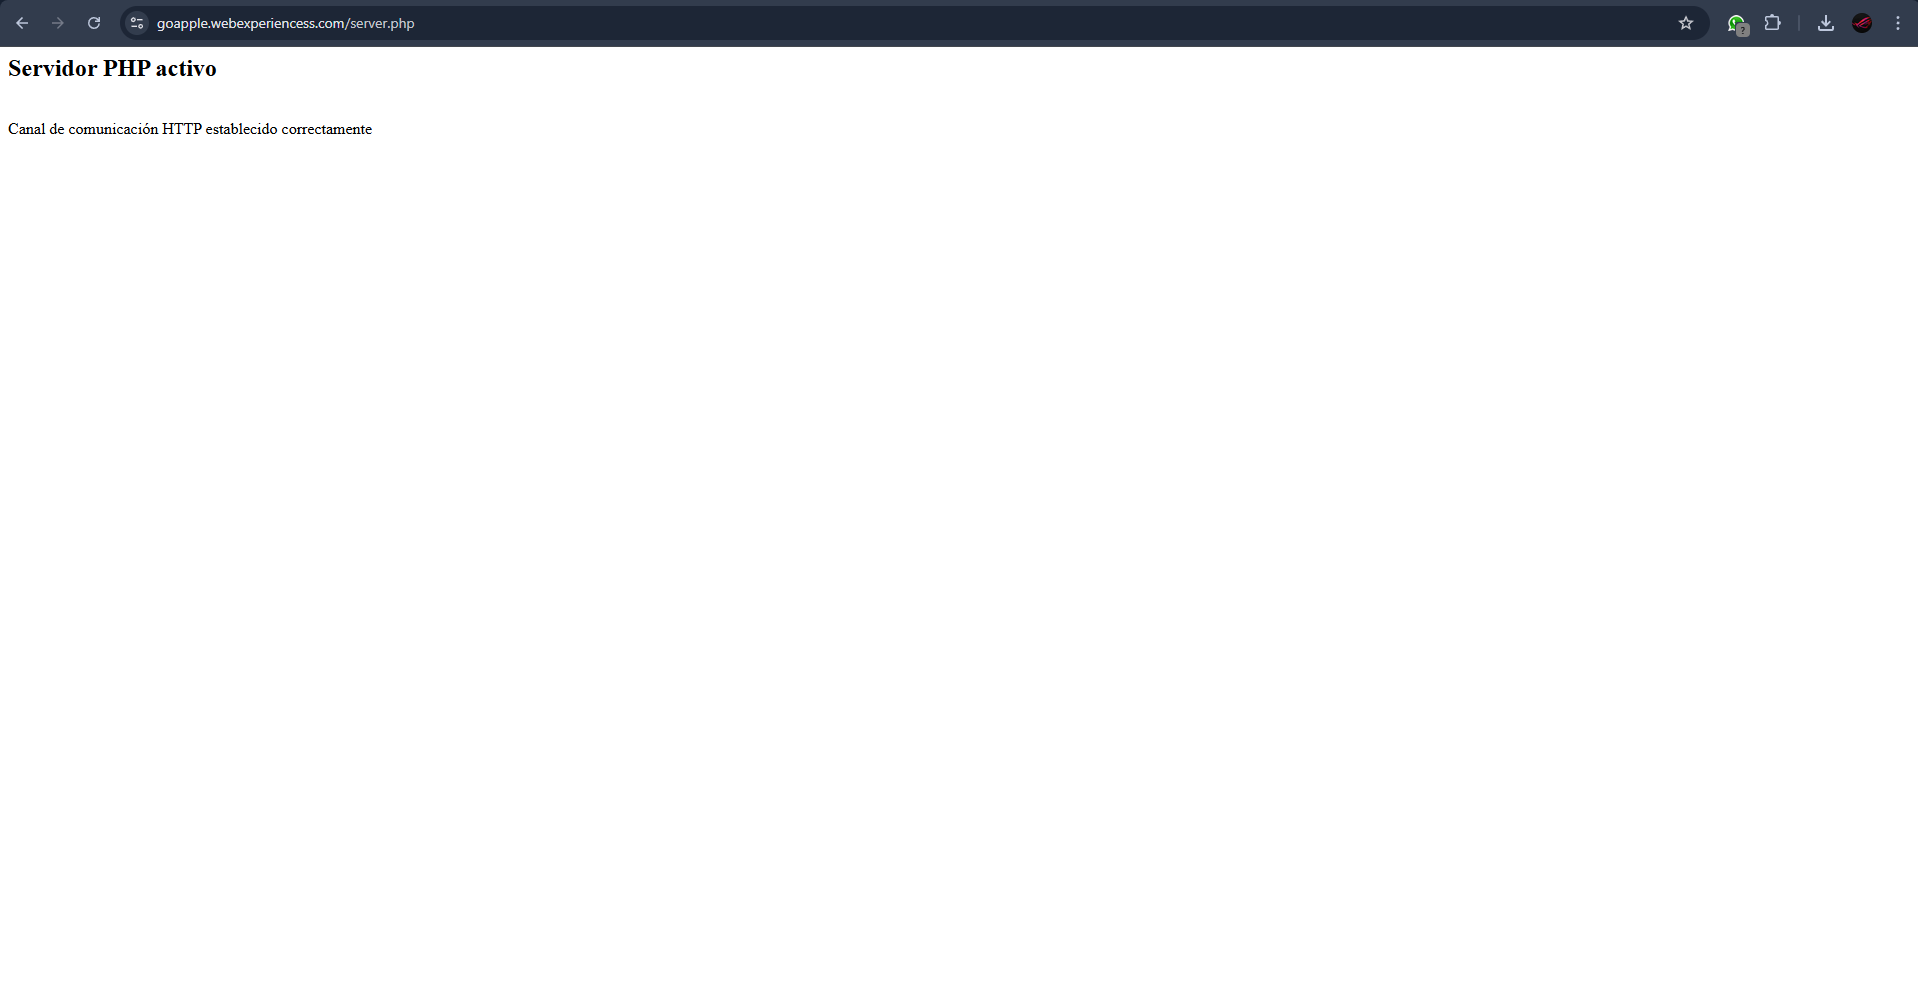 goapple.webexperiencess.com/server.php
?
Servidor PHP activo
Canal de comunicación HTTP establecido correctamente